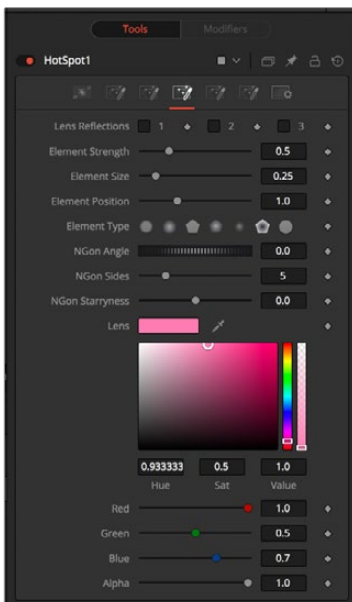 Tools Modifiers
HotSpot1
Lens Reflections 1 2 3
Element Strength 0.5
Element Size 0.25
Element Position 1.0
Element Type
NGon Angle 0.0
NGon Sides 5
NGon Starryness 0.0
Lens
0.933333 0.5 1.0
Hue Sat Value
Red 1.0
Green 0.5
Blue 0.7
Alpha 1.0